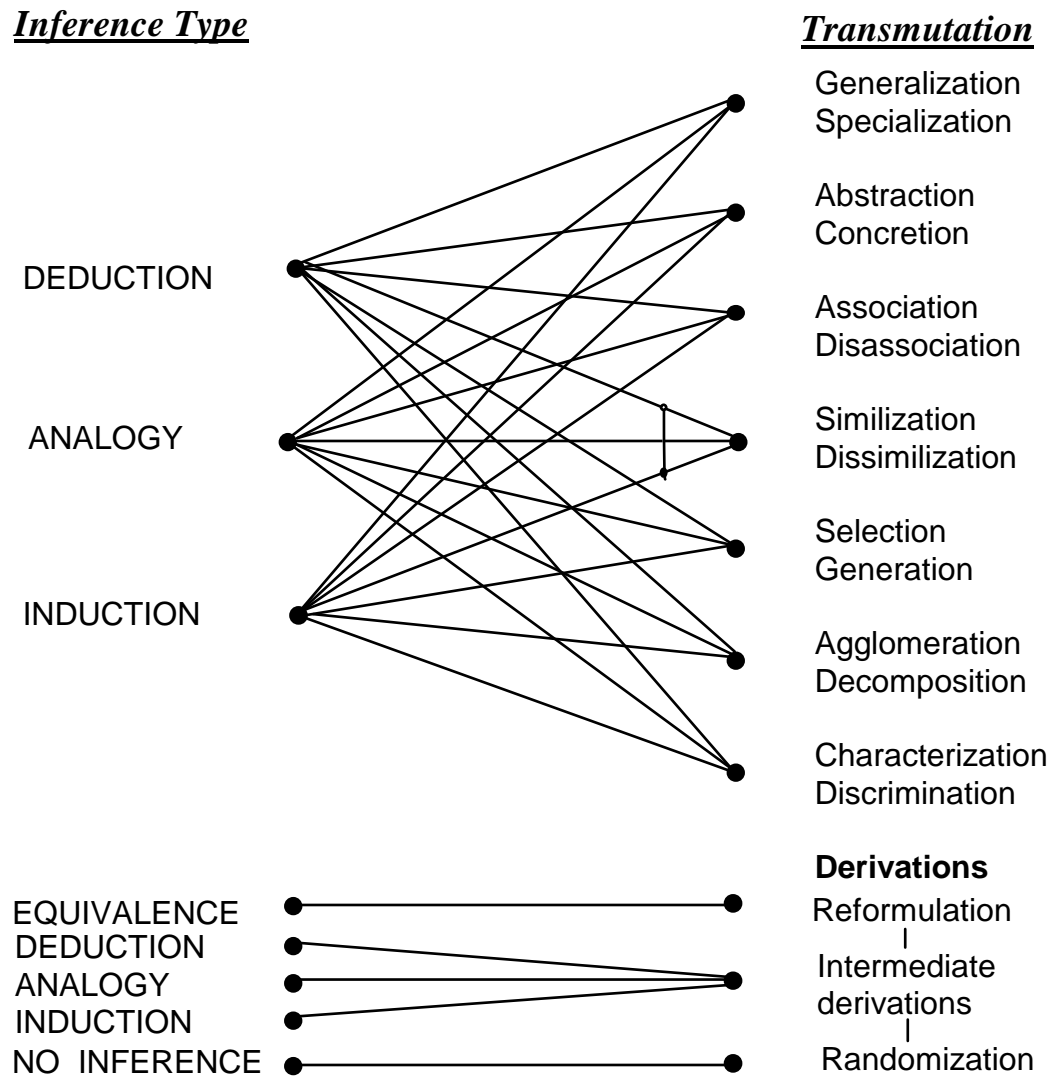 Inference Type
Transmutation
Generalization
Specialization
Abstraction
Concretion
DEDUCTION
Association
Disassociation
ANALOGY
Similization
Dissimilization
Selection
Generation
INDUCTION
Agglomeration
Decomposition
Characterization
Discrimination
Derivations
EQUIVALENCE
Reformulation
DEDUCTION
ANALOGY
Intermediate
derivations
INDUCTION
NO INFERENCE
Randomization